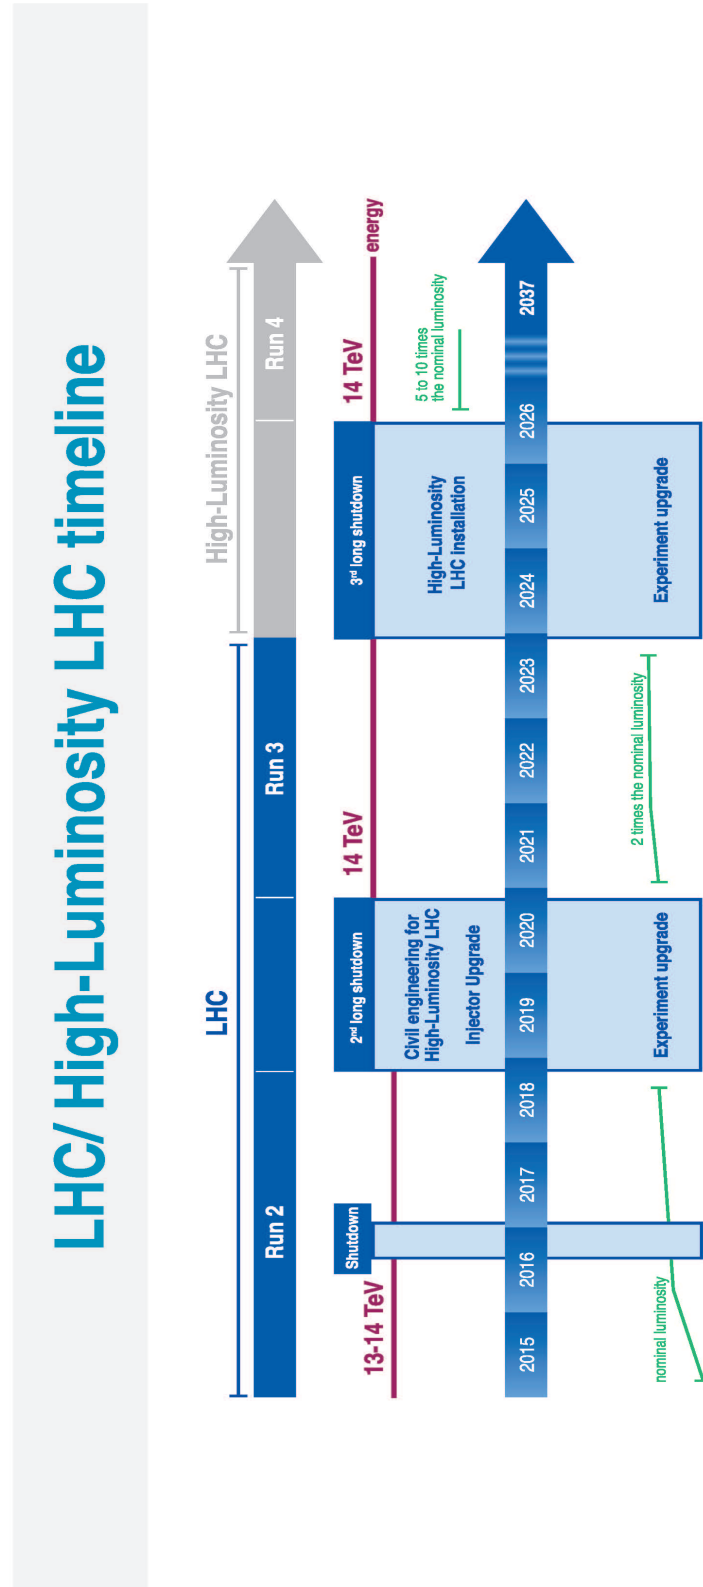 LHC/ High-Luminosity LHC timeline
LHC
High-Luminosity LHC
Run 2
Run 3
Run 4
13-14 TeV
Shutdown
2nd long shutdown
14 TeV
3rd long shutdown
14 TeV
energy
Civil engineering for
High-Luminosity LHC
Injector Upgrade
High-Luminosity
LHC installation
5 to 10 times
the nominal luminosity
2015
2016
2017
2018
2019
2020
2021
2022
2023
2024
2025
2026
2037
nominal luminosity
Experiment upgrade
2 times the nominal luminosity
Experiment upgrade